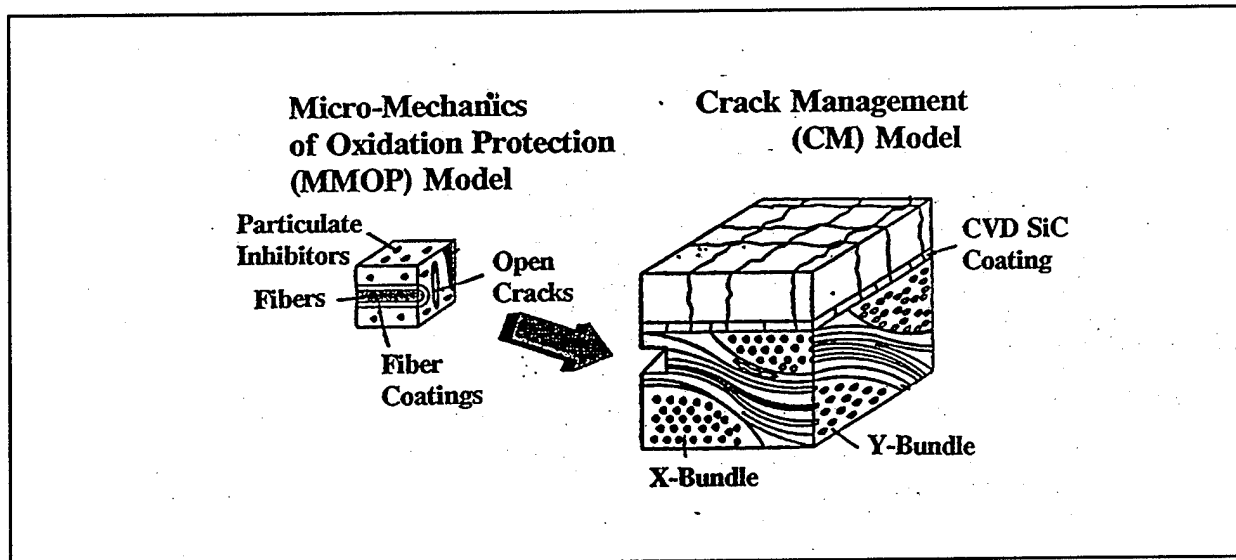 Micro-Mechanics
of Oxidation Protection
(MMOP) Model
Particulate
Inhibitors
Fibers
Open
Cracks
Fiber
Coatings
Crack Management
(CM) Model
CVD SiC
Coating
Y-Bundle
X-Bundle